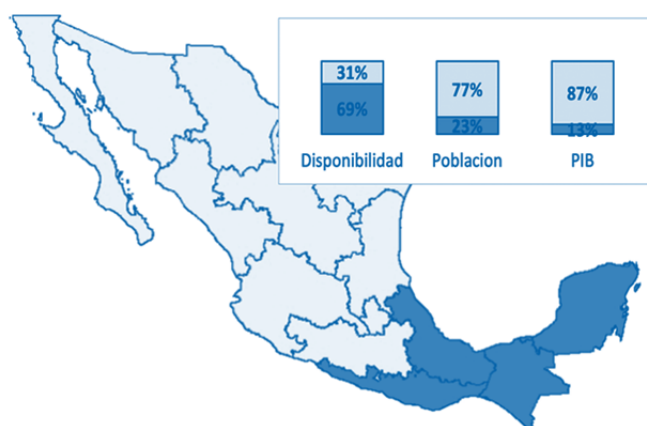 31%
69%
Disponibilidad
77%
23%
Poblacion
87%
13%
PIB